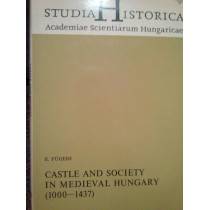 STUDIA HISTORICA
Academiae Scientiarum Hungaricae
E. FÜGEDI
CASTLE AND SOCIETY
IN MEDIEVAL HUNGARY
(1000—1437)